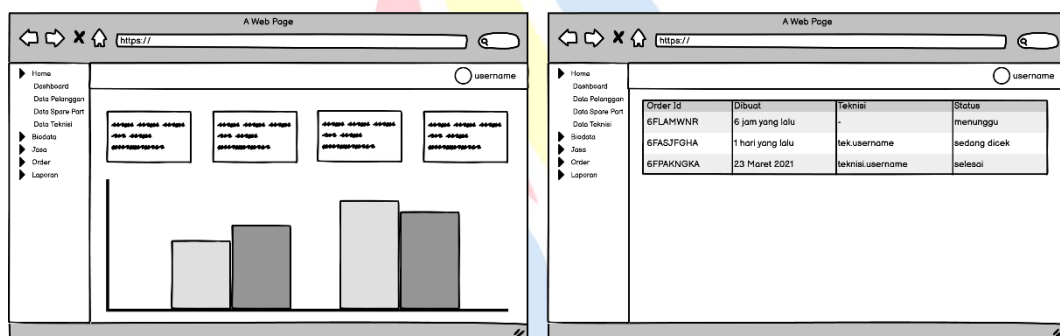 A Web Page
https://
Home
Dashboard
Data Pelanggan
Data Spare Part
Data Teknisi
Biodata
Jasa
Order
Laporan
username
A Web Page
https://
Home
Dashboard
Data Pelanggan
Data Spare Part
Data Teknisi
Biodata
Jasa
Order
Laporan
username
Order Id Dibuat Teknisi Status
6FLAMWNR 6 jam yang lalu - menunggu
6FASJFGHA 1 hari yang lalu tek.username sedang dicek
6FPAKNGKA 23 Maret 2021 teknisi.username selesai